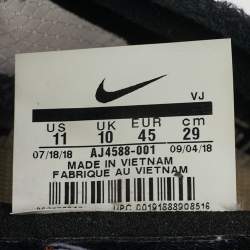 VJ
US UK EUR cm
11 10 45 29
07/18/18 AJ4588-001 09/04/18
MADE IN VIETNAM
FABRIQUE AU VIETNAM
UPC 00191888908516